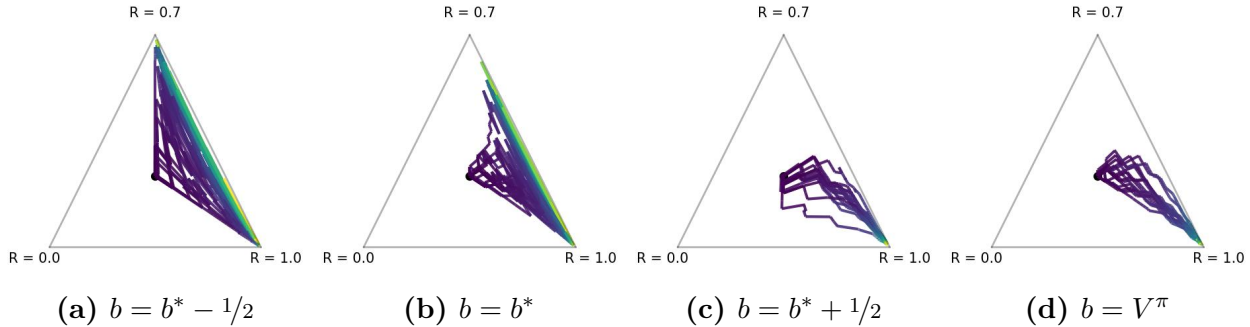 R = 0.7 R = 0.7 R = 0.7 R = 0.7
R = 0.0 R = 1.0 R = 0.0 R = 1.0 R = 0.0 R = 1.0 R = 0.0 R = 1.0
(a) b = b* − 1/2 (b) b = b* (c) b = b* + 1/2 (d) b = V^π